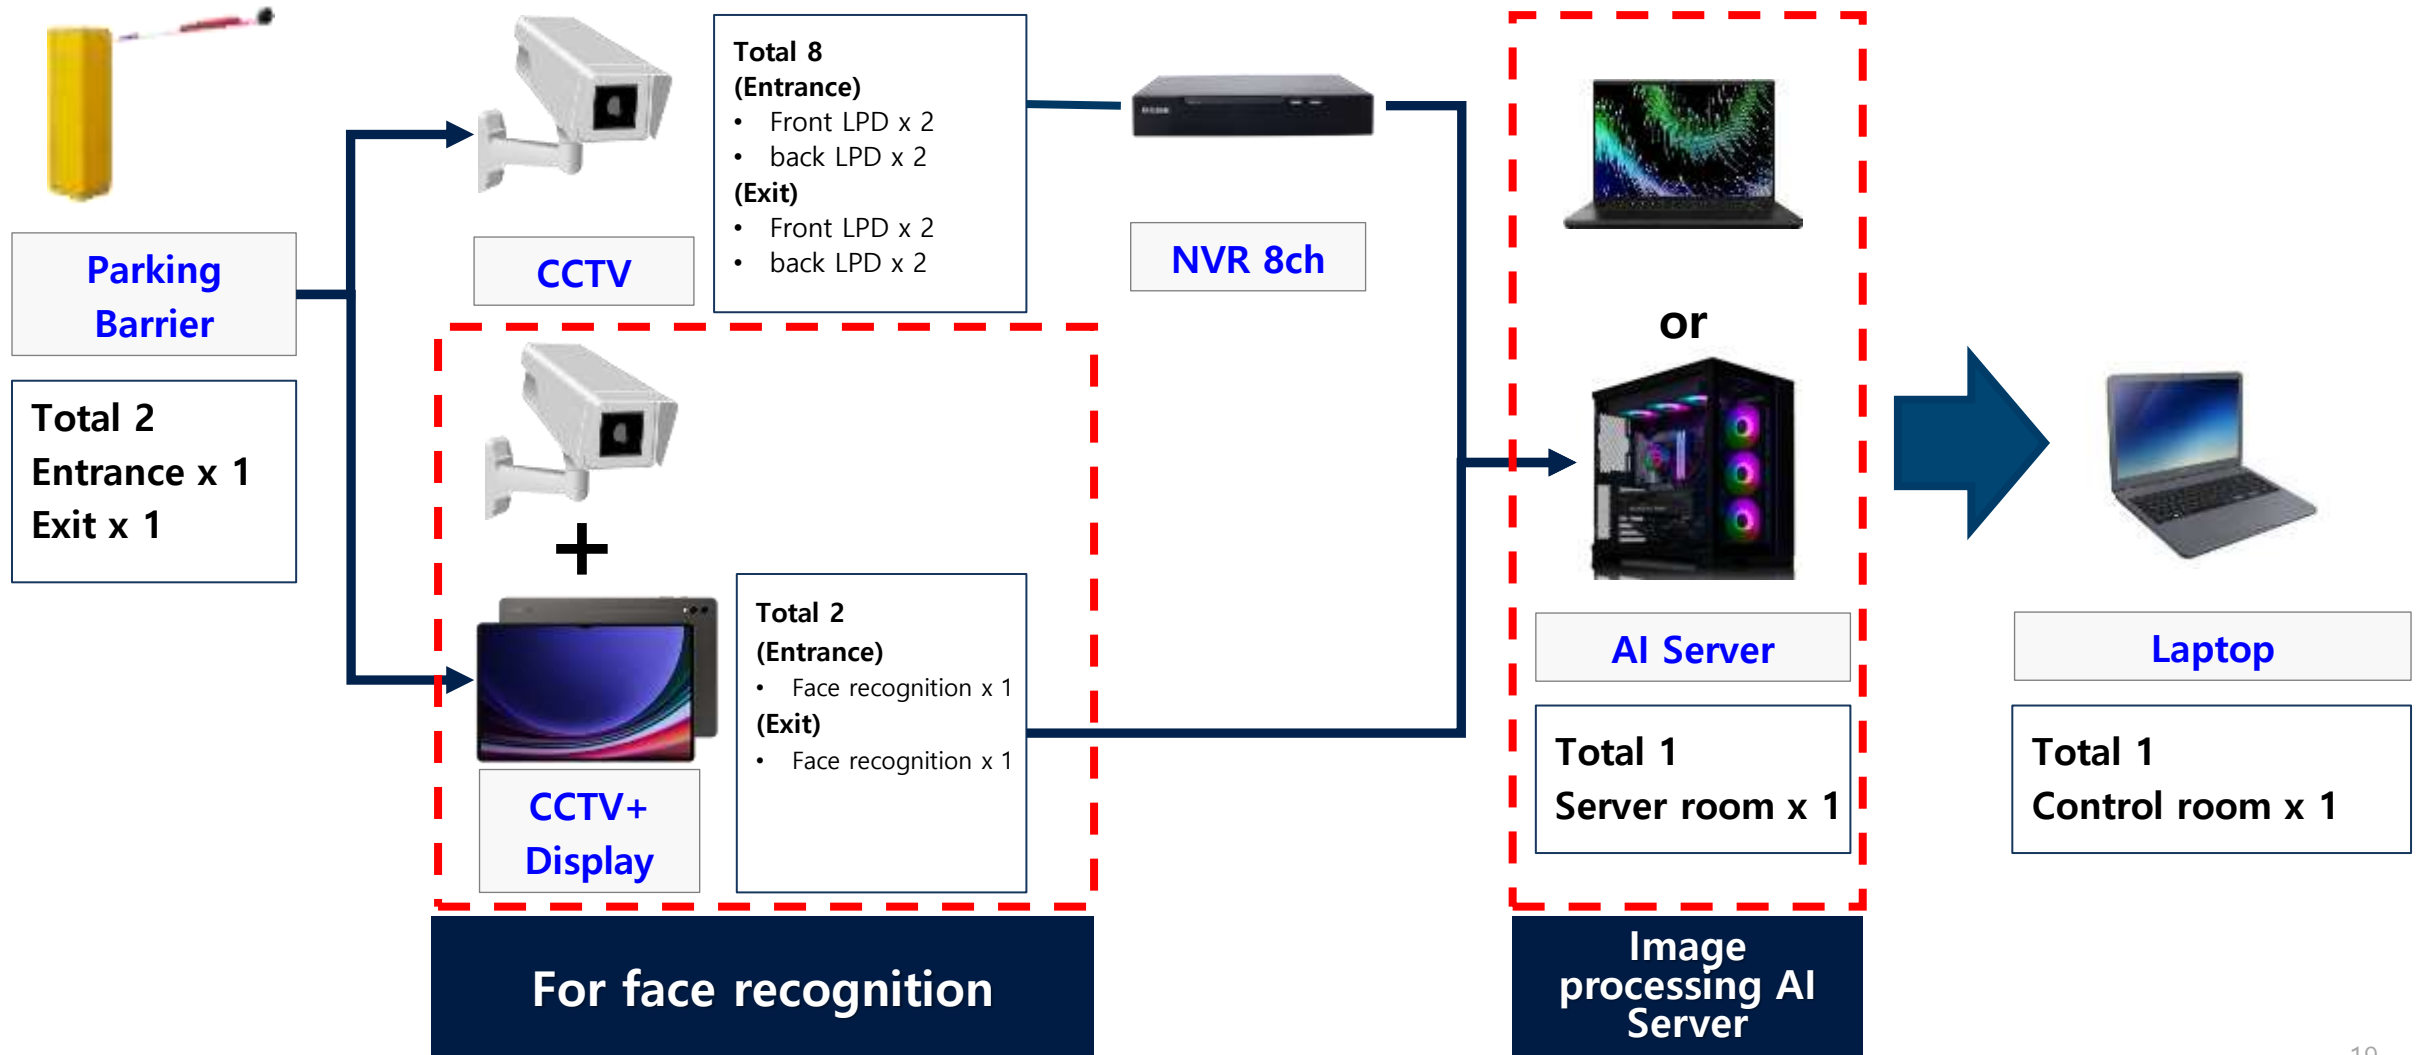 Parking
Barrier
Total 2
Entrance x 1
Exit x 1
CCTV
Total 8
(Entrance)
• Front LPD x 2
• back LPD x 2
(Exit)
• Front LPD x 2
• back LPD x 2
NVR 8ch
+
CCTV+
Display
Total 2
(Entrance)
• Face recognition x 1
(Exit)
• Face recognition x 1
For face recognition
or
AI Server
Total 1
Server room x 1
Image
processing AI
Server
Laptop
Total 1
Control room x 1